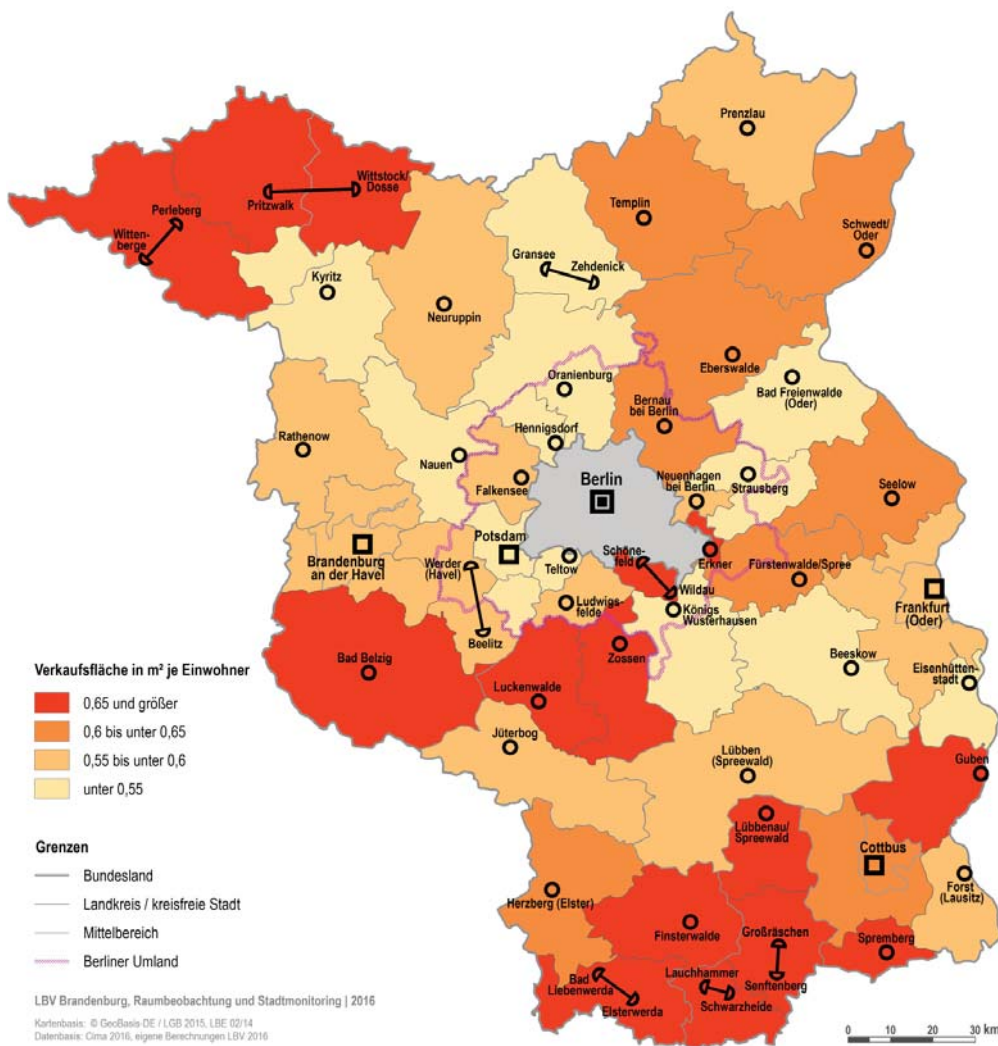 Prenzlau
Templin
Schwedt/
Oder
Wittstock/
Dosse
Pritzwalk
Perleberg
Witten-
berge
Kyritz
Neuruppin
Gransee
Zehdenick
Eberswalde
Bad Freienwalde
(Oder)
Oranienburg
Bernau
bei Berlin
Hennigsdorf
Rathenow
Nauen
Falkensee
Berlin
Neuenhagen
bei Berlin
Strausberg
Seelow
Potsdam
Brandenburg
an der Havel
Werder
(Havel)
Teltow
Schöne-
feld
Erkner
Fürstenwalde/Spree
Wildau
Königs
Wusterhausen
Ludwigs-
felde
Frankfurt
(Oder)
Beelitz
Zossen
Beeskow
Eisenhütten-
stadt
Bad Belzig
Luckenwalde
Jüterbog
Lübben
(Spreewald)
Guben
Lübbenau/
Spreewald
Cottbus
Forst
(Lausitz)
Herzberg (Elster)
Finsterwalde
Großräschen
Spremberg
Bad
Liebenwerda
Elsterwerda
Lauchhammer
Schwarzheide
Senftenberg
Verkaufsfläche in m² je Einwohner
0,65 und größer
0,6 bis unter 0,65
0,55 bis unter 0,6
unter 0,55
Grenzen
Bundesland
Landkreis / kreisfreie Stadt
Mittelbereich
Berliner Umland
LBV Brandenburg, Raumbeobachtung und Stadtmonitoring | 2016
Kartenbasis: © GeoBasis-DE / LGB 2015, LBE 02/14
Datenbasis: Cima 2016, eigene Berechnungen LBV 2016
0 10 20 30 km